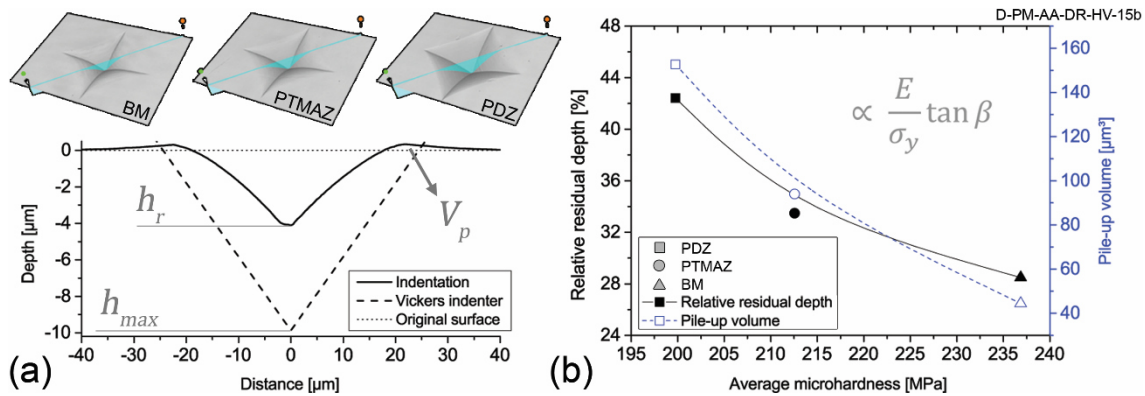 D-PM-AA-DR-HV-15b
BM
PTMAZ
PDZ
0
-2
-4
-6
-8
-10
Depth [µm]
h_r
h_max
V_p
Indentation
Vickers indenter
Original surface
-40
-20
0
20
40
Distance [µm]
(a)
48
44
40
36
32
28
24
Relative residual depth [%]
∝ E/σ_y tan β
160
140
120
100
80
60
40
Pile-up volume [µm³]
PDZ
PTMAZ
BM
Relative residual depth
Pile-up volume
195 200 205 210 215 220 225 230 235 240
Average microhardness [MPa]
(b)